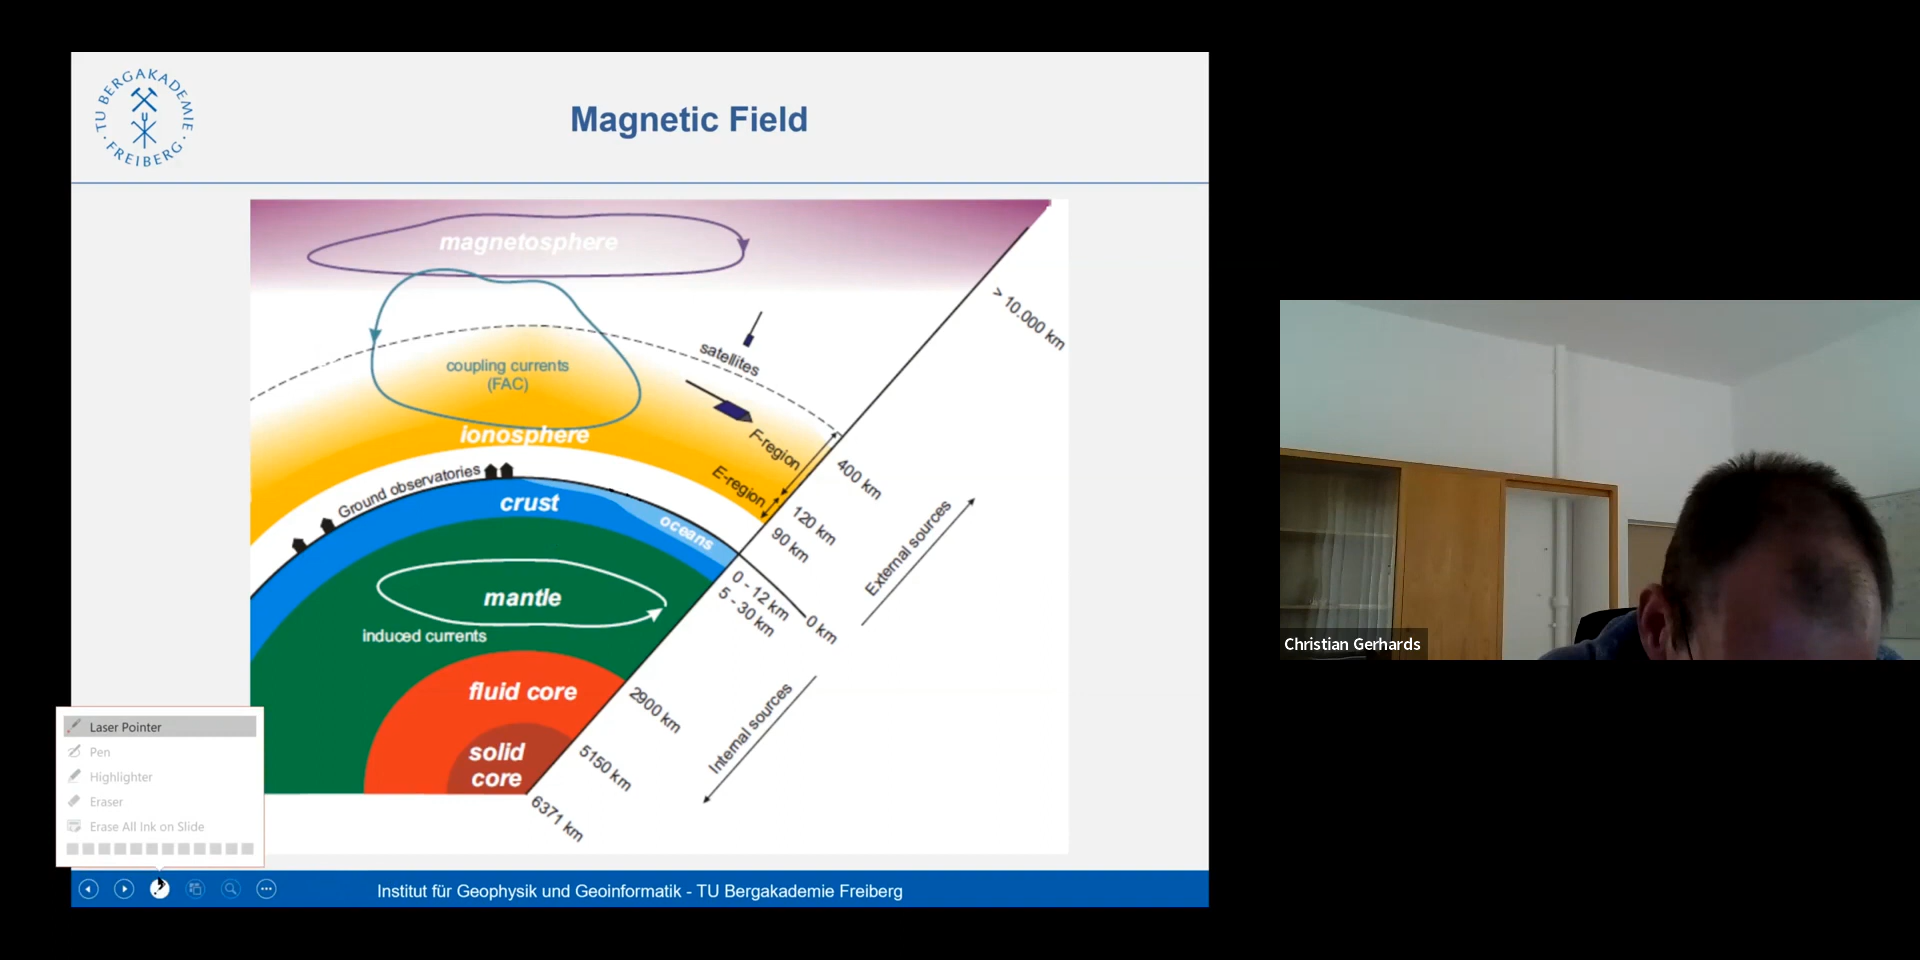 TU BERGAKADEMIE
FREIBERG
Magnetic Field
magnetosphere
> 10.000 km
satellites
coupling currents
(FAC)
F-region
ionosphere
400 km
E-region
Ground observatories
120 km
crust
oceans
90 km
External sources
mantle
0 - 12 km
0 km
5 - 30 km
induced currents
fluid core
2900 km
Internal sources
solid
core
5150 km
6371 km
Laser Pointer
Pen
Highlighter
Eraser
Erase All Ink on Slide
Institut für Geophysik und Geoinformatik - TU Bergakademie Freiberg
Christian Gerhards